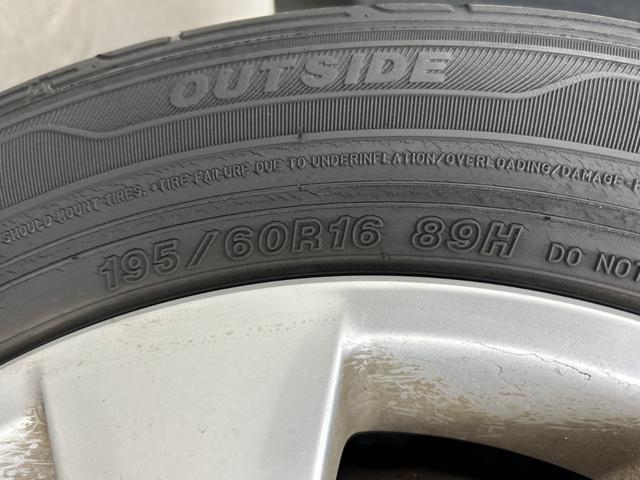 OUTSIDE
SHOULD MOUNT TIRES. •TIRE FAILURE DUE TO UNDERINFLATION/OVERLOADING/DAMAGE •
195/60R16 89H DO NOT